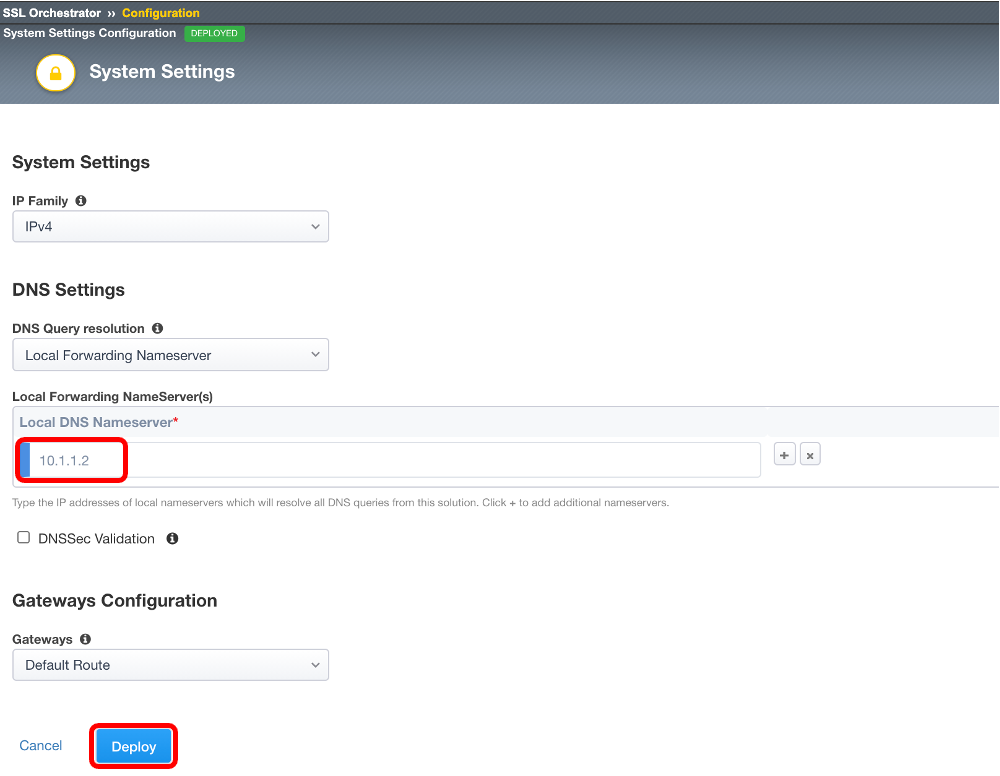 SSL Orchestrator ›› Configuration
System Settings Configuration DEPLOYED
System Settings
System Settings
IP Family
IPv4
DNS Settings
DNS Query resolution
Local Forwarding Nameserver
Local Forwarding NameServer(s)
Local DNS Nameserver*
10.1.1.2
Type the IP addresses of local nameservers which will resolve all DNS queries from this solution. Click + to add additional nameservers.
DNSSec Validation
Gateways Configuration
Gateways
Default Route
Cancel Deploy